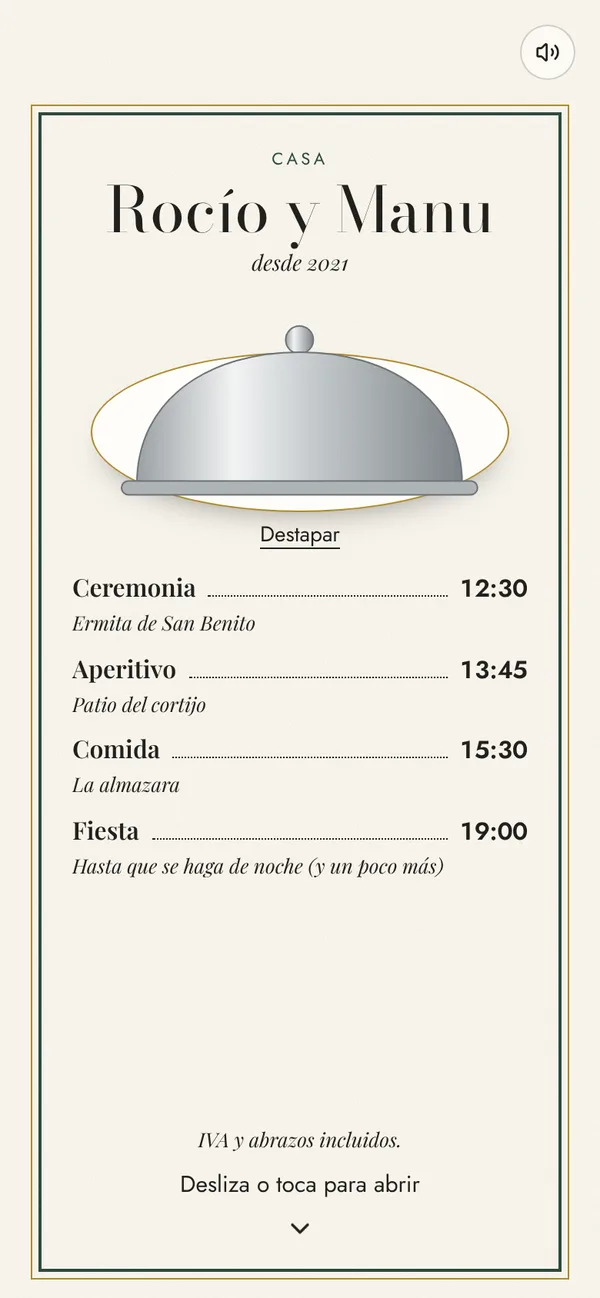 CASA
Rocío y Manu
desde 2021
Destapar
Ceremonia 12:30
Ermita de San Benito
Aperitivo 13:45
Patio del cortijo
Comida 15:30
La almazara
Fiesta 19:00
Hasta que se haga de noche (y un poco más)
IVA y abrazos incluidos.
Desliza o toca para abrir